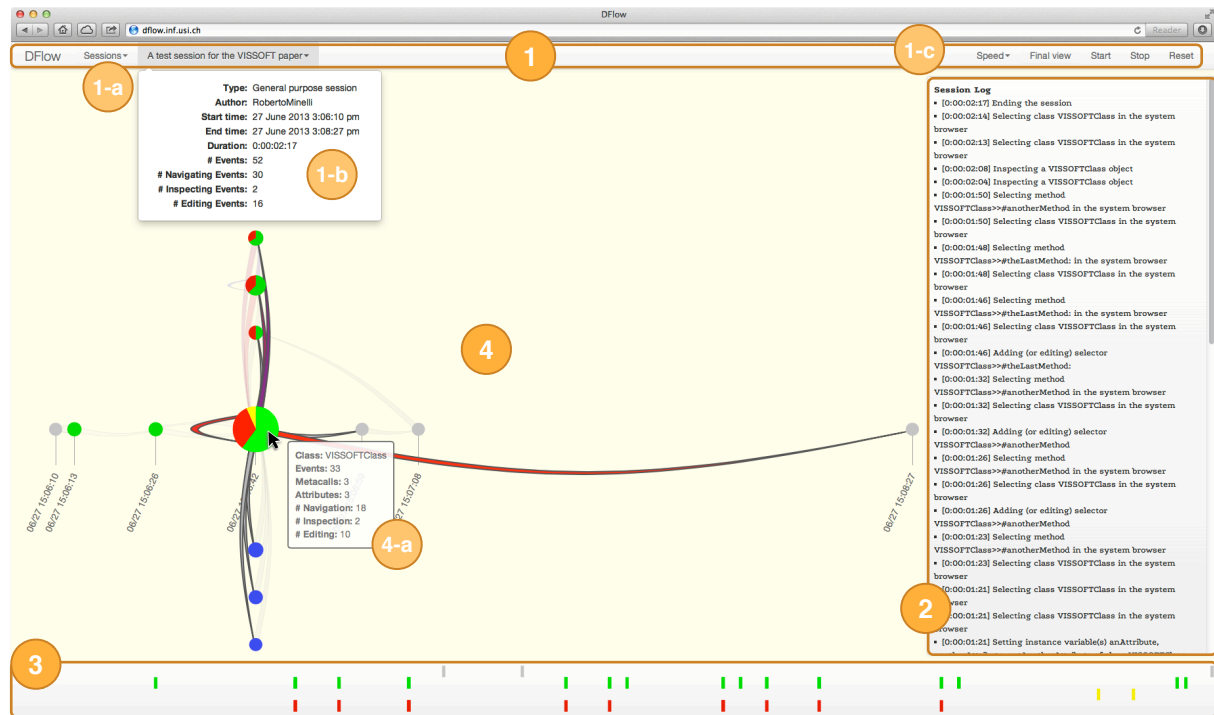 DFlow
dflow.inf.usi.ch
Reader
DFlow Sessions A test session for the VISSOFT paper 1 1-c Speed Final view Start Stop Reset
1-a
Type: General purpose session
Author: RobertoMinelli
Start time: 27 June 2013 3:06:10 pm
End time: 27 June 2013 3:08:27 pm
Duration: 0:00:02:17
# Events: 52
# Navigating Events: 30
# Inspecting Events: 2
# Editing Events: 16
1-b
Session Log
[0:00:02:17] Ending the session
[0:00:02:14] Selecting class VISSOFTClass in the system
browser
[0:00:02:13] Selecting class VISSOFTClass in the system
browser
[0:00:02:08] Inspecting a VISSOFTClass object
[0:00:02:04] Inspecting a VISSOFTClass object
[0:00:01:50] Selecting method
VISSOFTClass>>#anotherMethod in the system browser
[0:00:01:50] Selecting class VISSOFTClass in the system
browser
[0:00:01:48] Selecting method
VISSOFTClass>>#theLastMethod: in the system browser
[0:00:01:48] Selecting class VISSOFTClass in the system
browser
[0:00:01:46] Selecting method
VISSOFTClass>>#theLastMethod: in the system browser
[0:00:01:46] Selecting class VISSOFTClass in the system
browser
[0:00:01:46] Adding (or editing) selector
VISSOFTClass>>#theLastMethod:
[0:00:01:32] Selecting method
VISSOFTClass>>#anotherMethod in the system browser
[0:00:01:32] Selecting class VISSOFTClass in the system
browser
[0:00:01:32] Adding (or editing) selector
VISSOFTClass>>#anotherMethod
[0:00:01:26] Selecting method
VISSOFTClass>>#anotherMethod in the system browser
[0:00:01:26] Selecting class VISSOFTClass in the system
browser
[0:00:01:26] Adding (or editing) selector
VISSOFTClass>>#anotherMethod
[0:00:01:23] Selecting method
VISSOFTClass>>#anotherMethod in the system browser
[0:00:01:23] Selecting class VISSOFTClass in the system
browser
[0:00:01:21] Selecting class VISSOFTClass in the system
browser
[0:00:01:21] Selecting class VISSOFTClass in the system
browser
[0:00:01:21] Setting instance variable(s) anAttribute,
2
4
Class: VISSOFTClass
Events: 33
Metacalls: 3
Attributes: 3
# Navigation: 18
# Inspection: 2
# Editing: 10
4-a
06/27 15:06:10
06/27 15:06:13
06/27 15:06:26
27 15:07:08
06/27 15:08:27
3